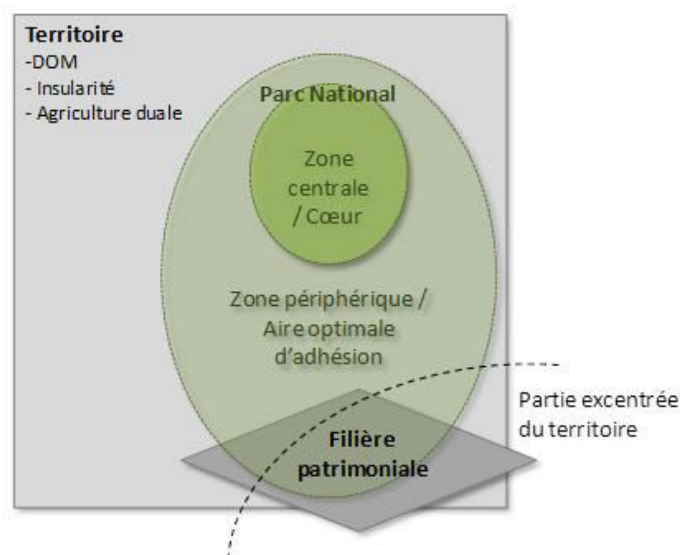 Territoire
-DOM
- Insularité
- Agriculture duale
Parc National
Zone
centrale
/ Cœur
Zone périphérique /
Aire optimale
d'adhésion
Partie excentrée
du territoire
Filière
patrimoniale